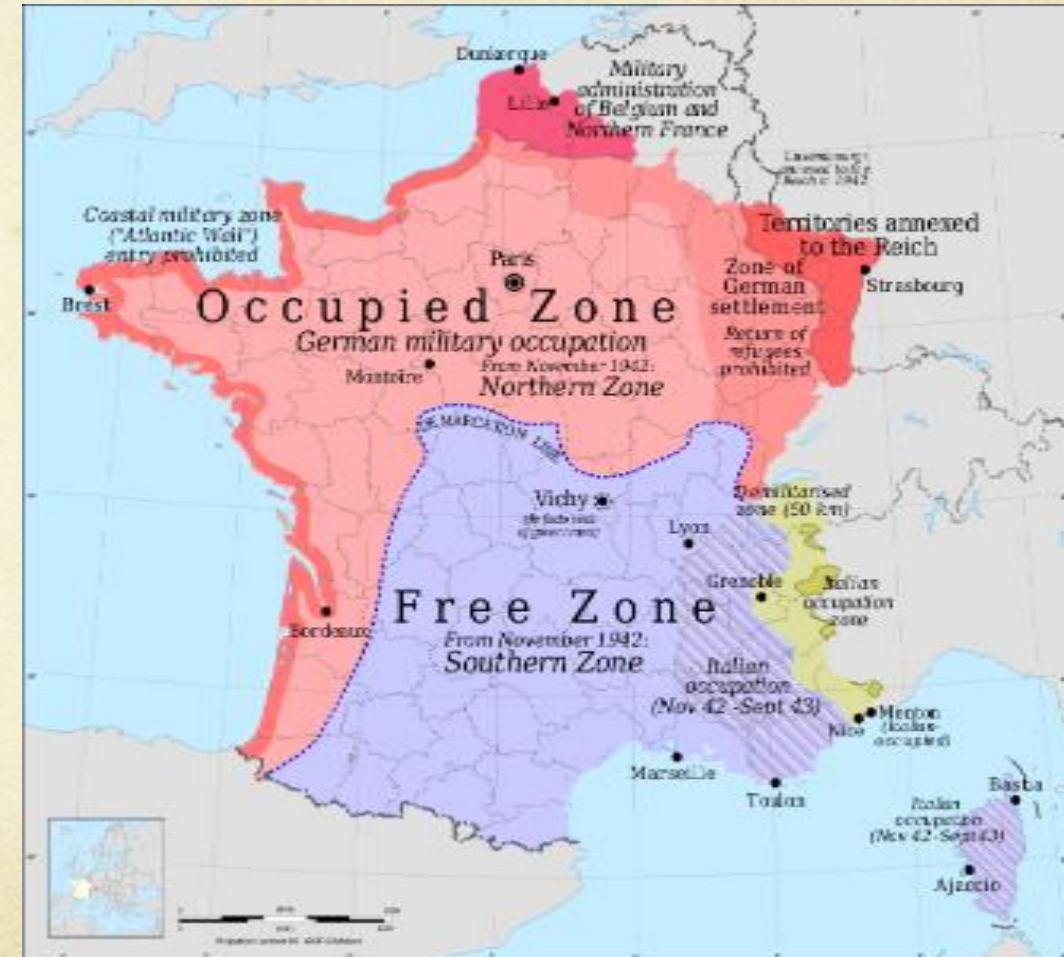 Dunkerque
Military
administration
of Belgium and
Northern France
Lille
Coastal military zone
("Atlantic Wall")
entry prohibited
Territories annexed
to the Reich
Paris
Zone of
German
settlement
Strasbourg
Brest
Occupied Zone
German military occupation
Return of
refugees
prohibited
From November 1942:
Northern Zone
Montoire
DEMARCATION LINE
Vichy
Demilitarised
zone (50 km)
Lyon
Grenoble
Italian
occupation
zone
Free Zone
From November 1942:
Southern Zone
Bordeaux
Italian
occupation
(Nov 42 -Sept 43)
Menton
(Italian-
occupied)
Nice
Marseille
Toulon
Bastia
Italian
occupation
(Nov 42 -Sept 43)
Ajaccio